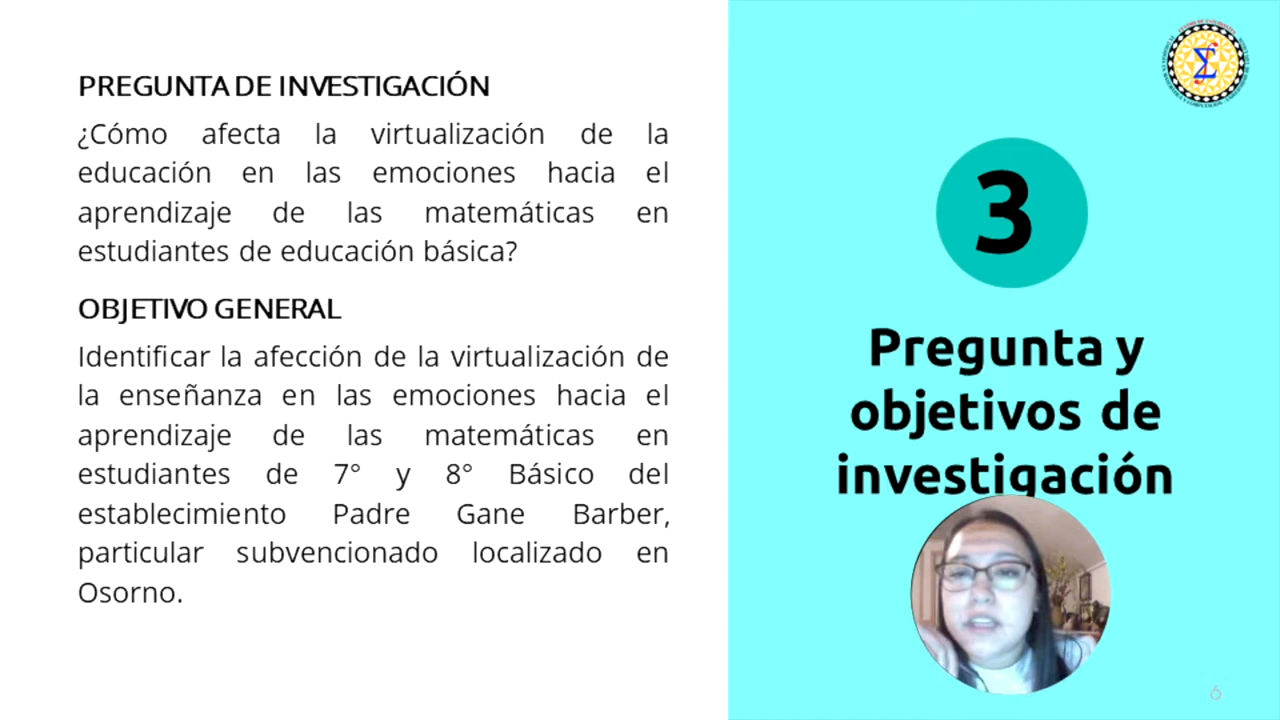 PREGUNTA DE INVESTIGACIÓN
¿Cómo afecta la virtualización de la
educación en las emociones hacia el
aprendizaje de las matemáticas en
estudiantes de educación básica?
OBJETIVO GENERAL
Identificar la afección de la virtualización de
la enseñanza en las emociones hacia el
aprendizaje de las matemáticas en
estudiantes de 7° y 8° Básico del
establecimiento Padre Gane Barber,
particular subvencionado localizado en
Osorno.
3
Pregunta y
objetivos de
investigación
6